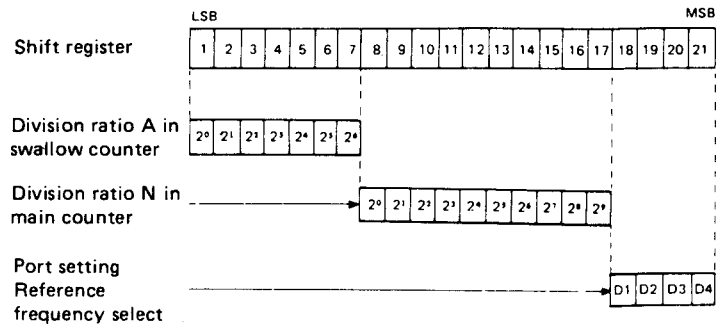 LSB MSB
Shift register 1 2 3 4 5 6 7 8 9 10 11 12 13 14 15 16 17 18 19 20 21
Division ratio A in
swallow counter
2⁰ 2¹ 2² 2³ 2⁴ 2⁵ 2⁶
Division ratio N in
main counter
2⁰ 2¹ 2² 2³ 2⁴ 2⁵ 2⁶ 2⁷ 2⁸ 2⁹
Port setting
Reference
frequency select
D1 D2 D3 D4